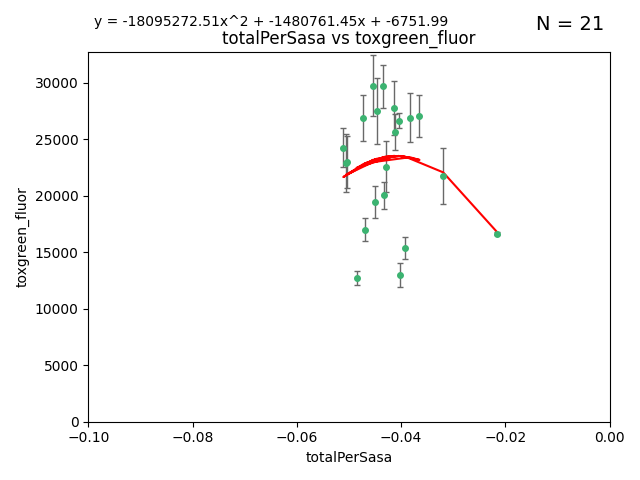 y = -18095272.51x^2 + -1480761.45x + -6751.99
N = 21
totalPerSasa vs toxgreen_fluor
30000
25000
20000
15000
10000
5000
0
toxgreen_fluor
−0.10
−0.08
−0.06
−0.04
−0.02
0.00
totalPerSasa